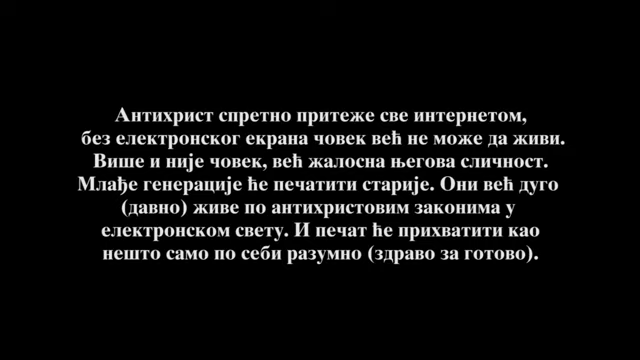 Антихрист спретно притеже све интернетом,
без електронског екрана човек већ не може да живи.
Више и није човек, већ жалосна његова сличност.
Млађе генерације ће печатити старије. Они већ дуго
(давно) живе по антихристовим законима у
електронском свету. И печат ће прихватити као
нешто само по себи разумно (здраво за готово).